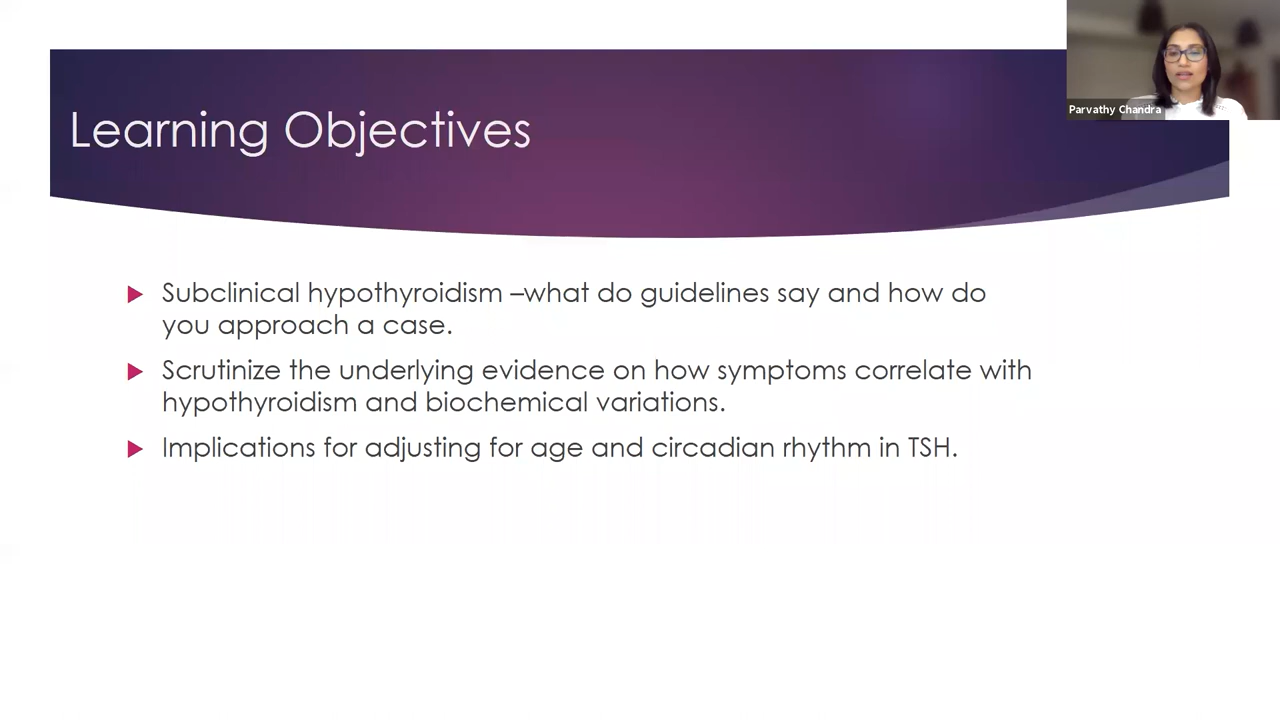 Parvathy Chandra
Learning Objectives
Subclinical hypothyroidism –what do guidelines say and how do
you approach a case.
Scrutinize the underlying evidence on how symptoms correlate with
hypothyroidism and biochemical variations.
Implications for adjusting for age and circadian rhythm in TSH.